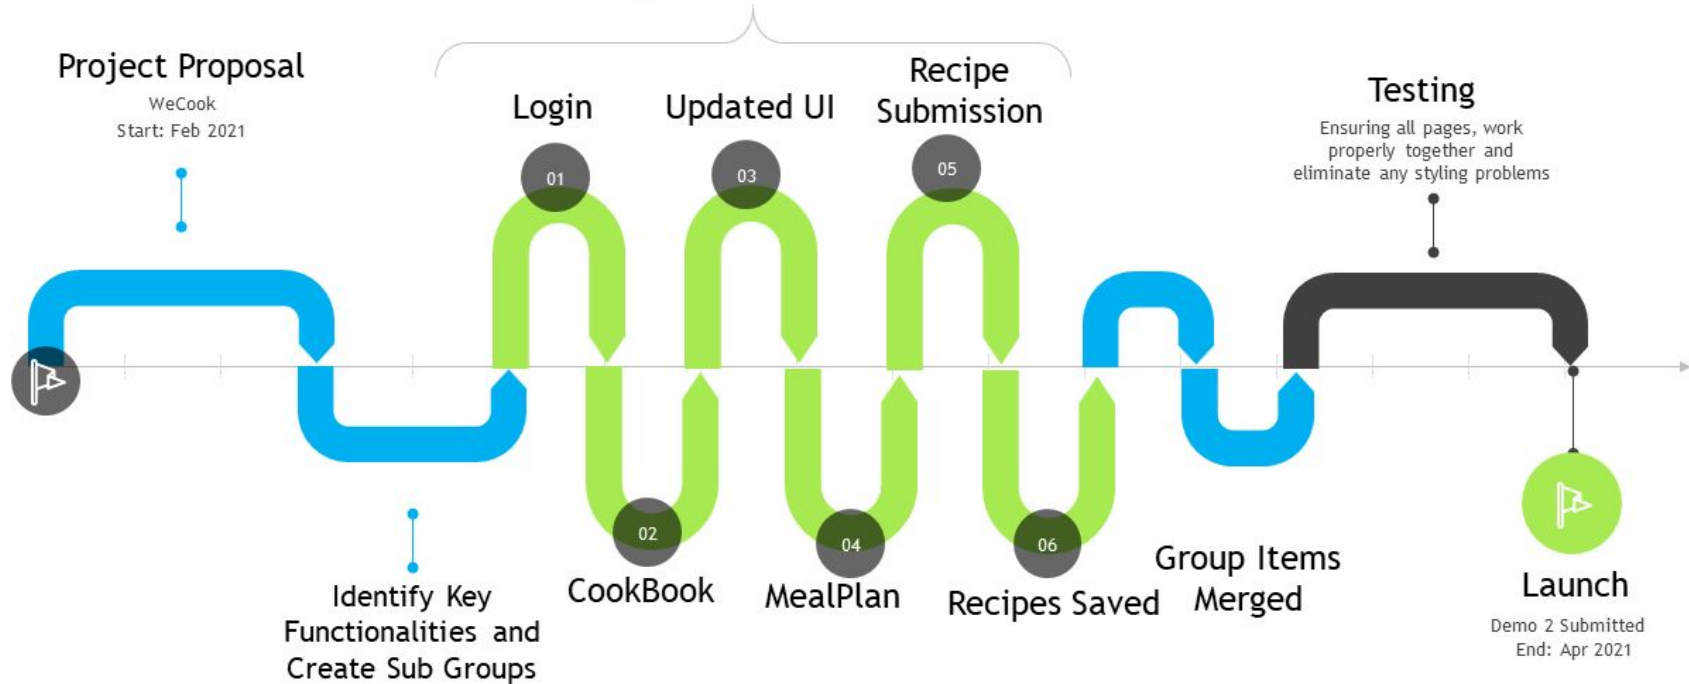 Project Proposal
WeCook
Start: Feb 2021
Identify Key
Functionalities and
Create Sub Groups
Login
01
02
CookBook
Updated UI
03
04
MealPlan
Recipe
Submission
05
06
Recipes Saved
Group Items
Merged
Testing
Ensuring all pages, work
properly together and
eliminate any styling problems
Launch
Demo 2 Submitted
End: Apr 2021